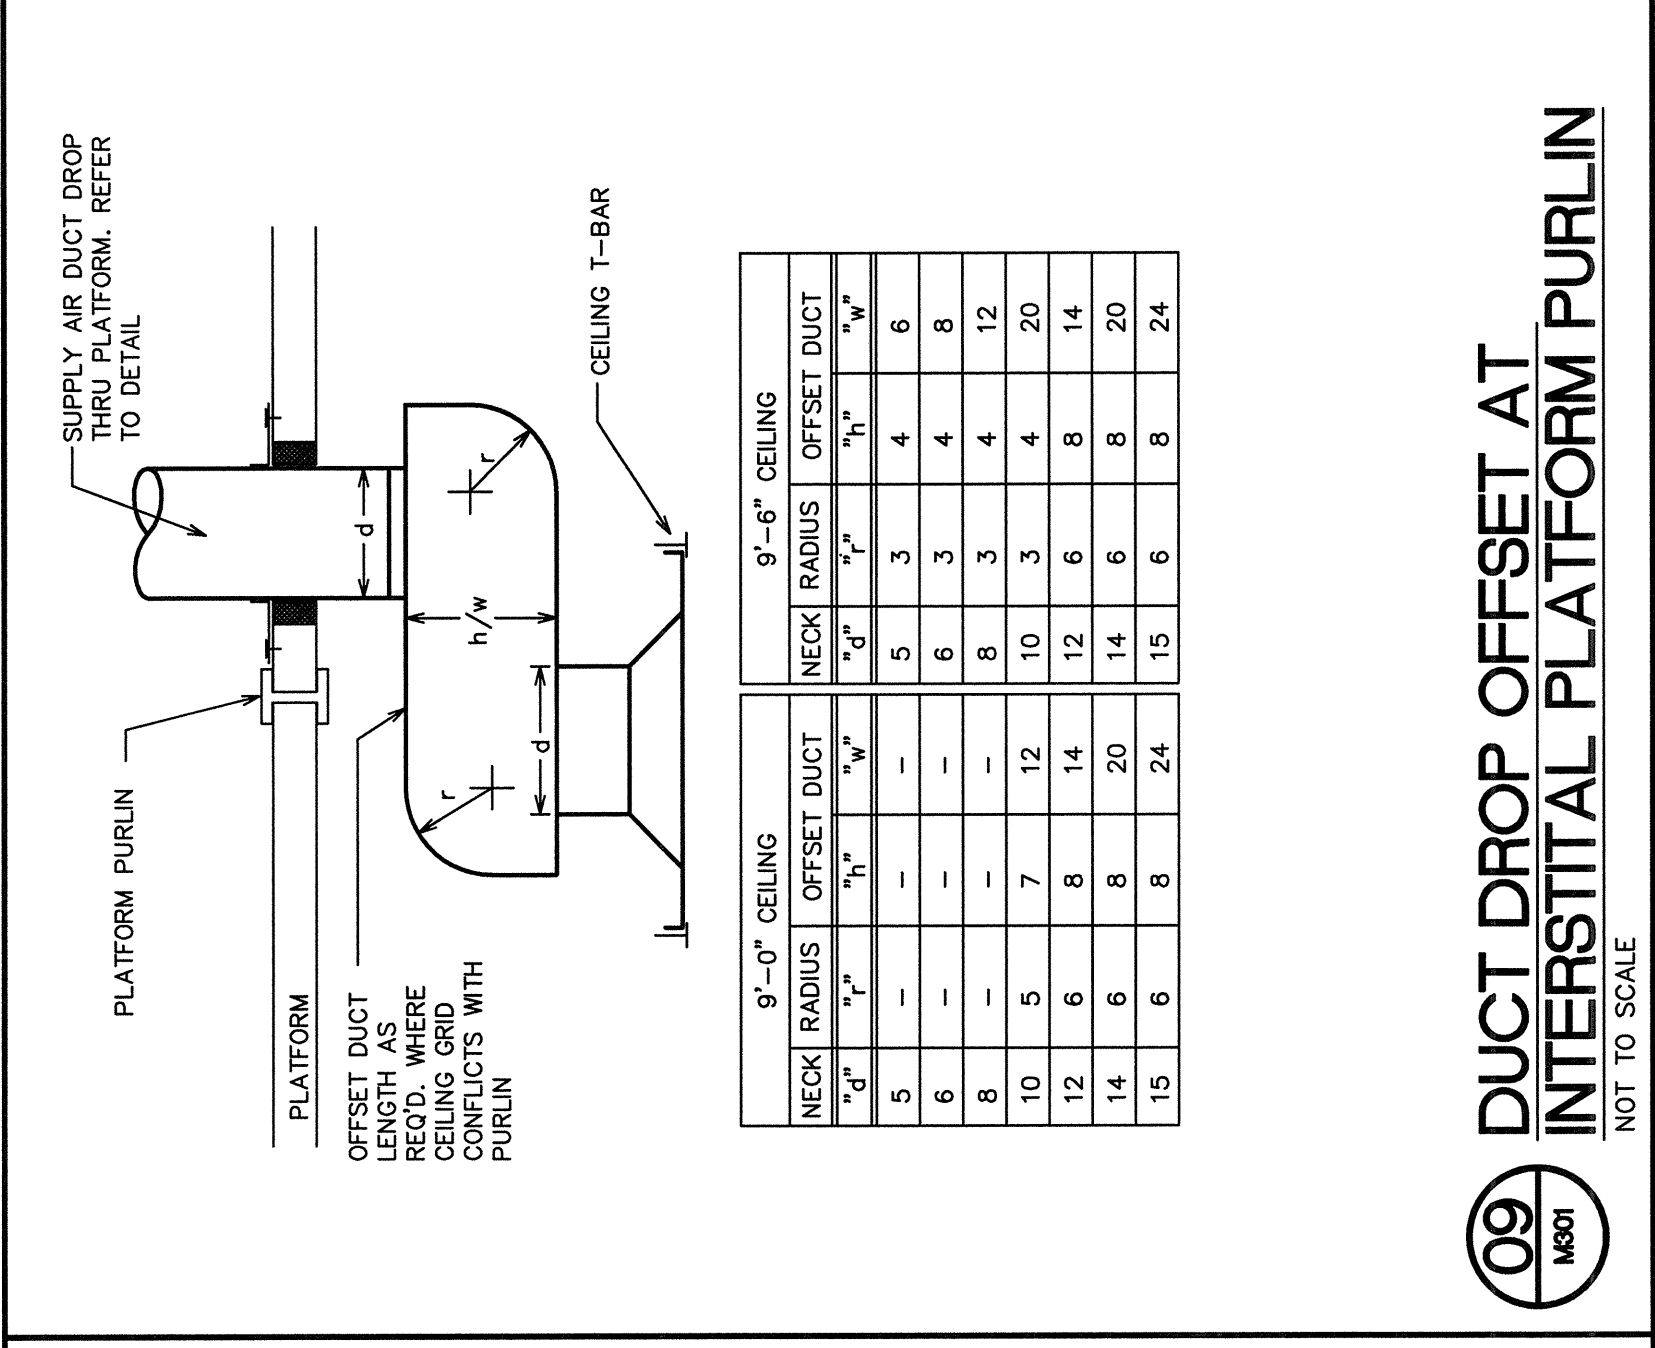 SUPPLY AIR DUCT DROP
THRU PLATFORM. REFER
TO DETAIL
PLATFORM PURLIN
PLATFORM
d
OFFSET DUCT
LENGTH AS
REQ'D. WHERE
CEILING GRID
CONFLICTS WITH
PURLIN
r
h/w
r
d
CEILING T-BAR
9'-0" CEILING
NECK RADIUS OFFSET DUCT
"d" "r" "h" "w"
5 - - -
6 - - -
8 - - -
10 5 7 12
12 6 8 14
14 6 8 20
15 6 8 24
9'-6" CEILING
NECK RADIUS OFFSET DUCT
"d" "r" "h" "w"
5 3 4 6
6 3 4 8
8 3 4 12
10 3 4 20
12 6 8 14
14 6 8 20
15 6 8 24
09
M301
DUCT DROP OFFSET AT
INTERSTITAL PLATFORM PURLIN
NOT TO SCALE